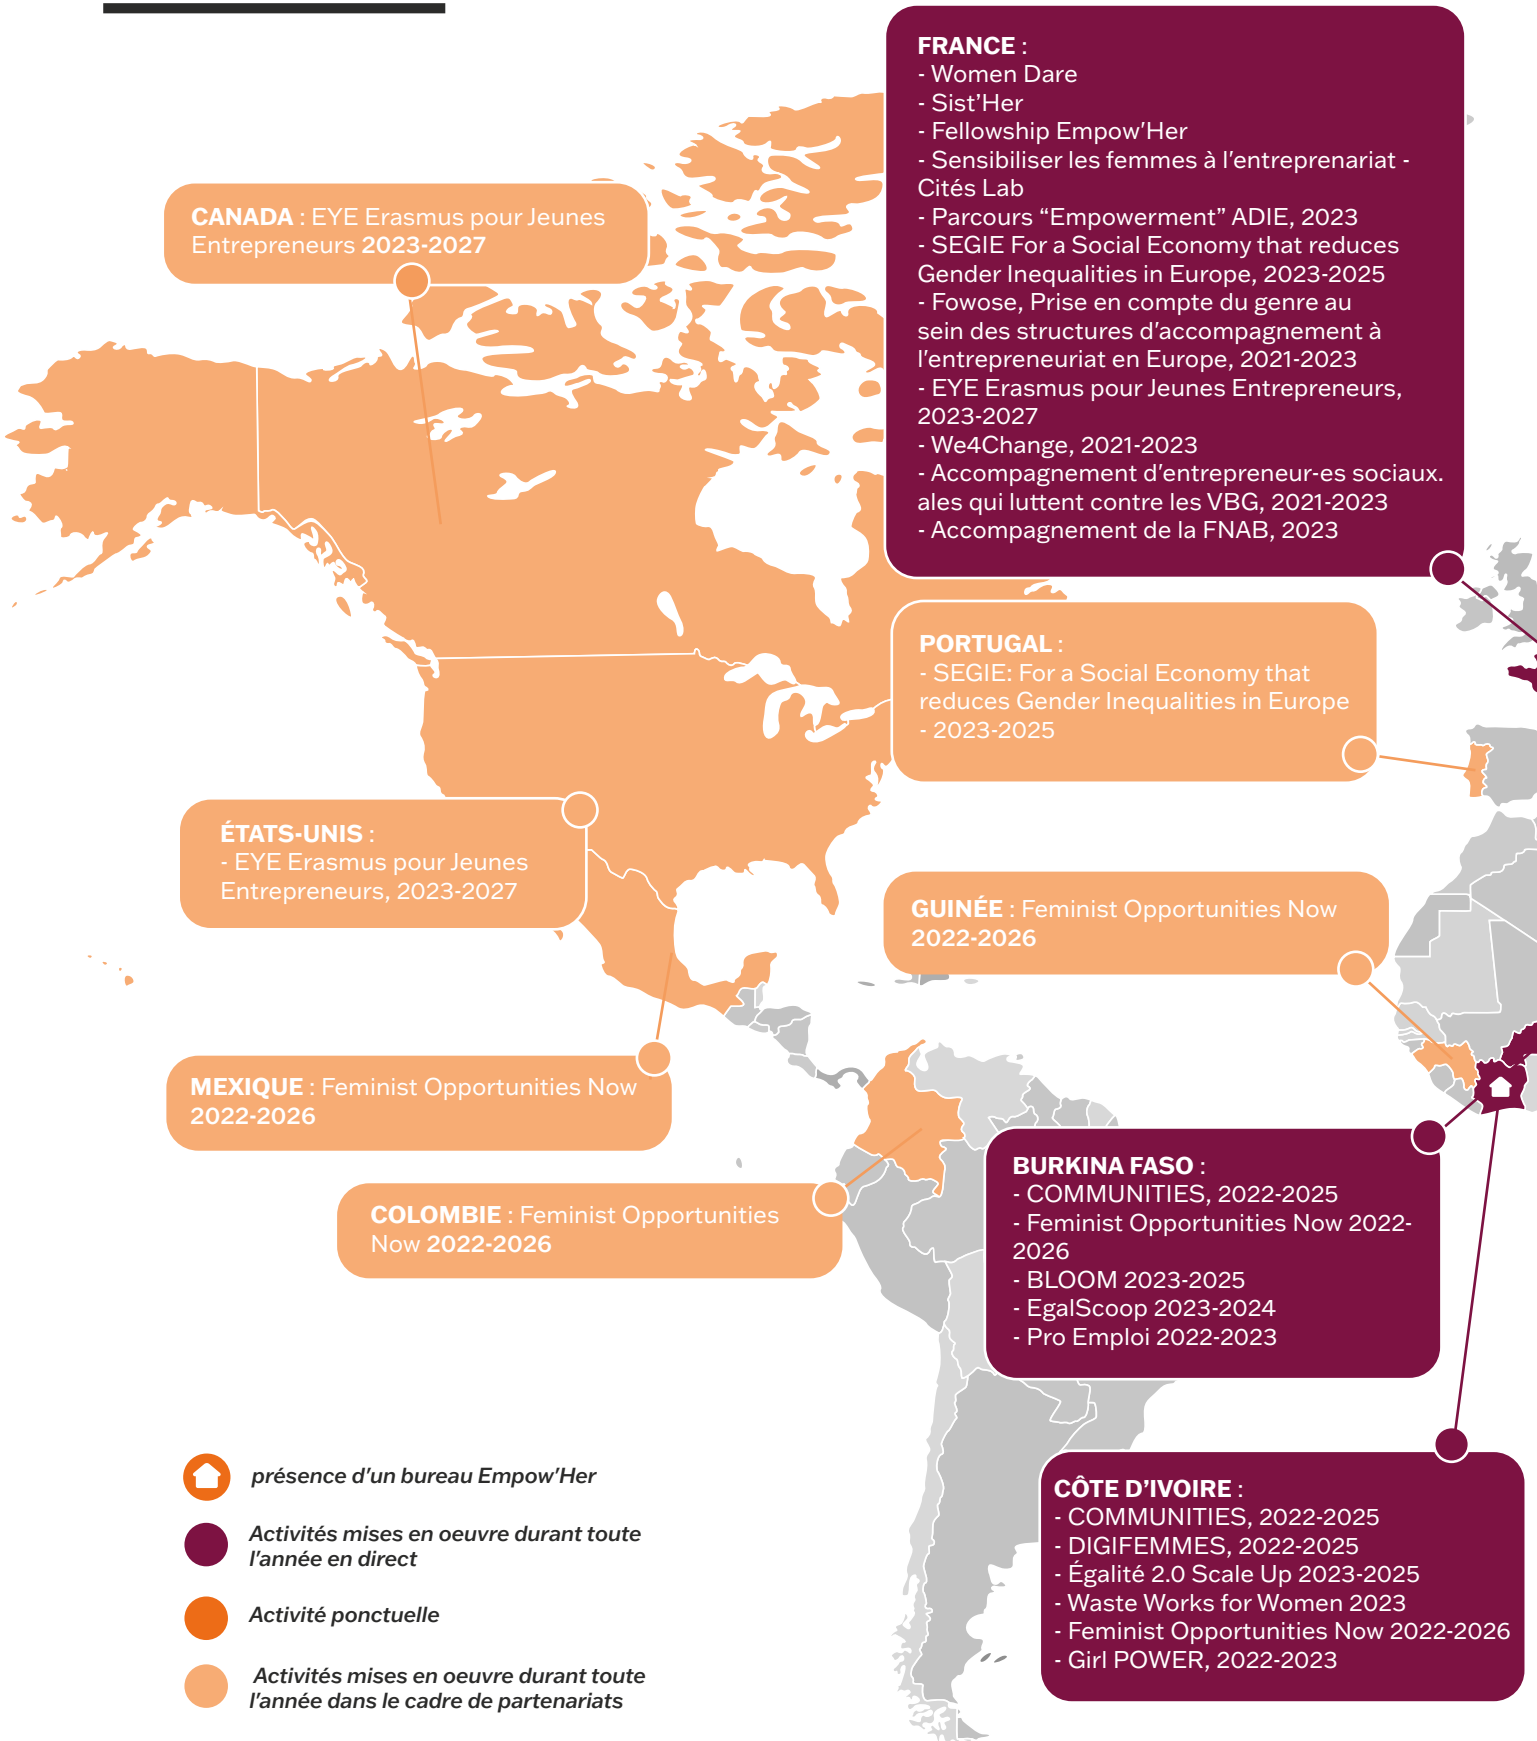 FRANCE :
- Women Dare
- Sist’Her
- Fellowship Empow'Her
- Sensibiliser les femmes à l'entreprenariat -
Cités Lab
- Parcours “Empowerment” ADIE, 2023
- SEGIE For a Social Economy that reduces
Gender Inequalities in Europe, 2023-2025
- Fowose, Prise en compte du genre au
sein des structures d'accompagnement à
l'entrepreneuriat en Europe, 2021-2023
- EYE Erasmus pour Jeunes Entrepreneurs,
2023-2027
- We4Change, 2021-2023
- Accompagnement d'entrepreneur-es sociaux.
ales qui luttent contre les VBG, 2021-2023
- Accompagnement de la FNAB, 2023
CANADA : EYE Erasmus pour Jeunes
Entrepreneurs 2023-2027
PORTUGAL :
- SEGIE: For a Social Economy that
reduces Gender Inequalities in Europe
- 2023-2025
ÉTATS-UNIS :
- EYE Erasmus pour Jeunes
Entrepreneurs, 2023-2027
GUINÉE : Feminist Opportunities Now
2022-2026
MEXIQUE : Feminist Opportunities Now
2022-2026
COLOMBIE : Feminist Opportunities
Now 2022-2026
BURKINA FASO :
- COMMUNITIES, 2022-2025
- Feminist Opportunities Now 2022-
2026
- BLOOM 2023-2025
- EgalScoop 2023-2024
- Pro Emploi 2022-2023
CÔTE D’IVOIRE :
- COMMUNITIES, 2022-2025
- DIGIFEMMES, 2022-2025
- Égalité 2.0 Scale Up 2023-2025
- Waste Works for Women 2023
- Feminist Opportunities Now 2022-2026
- Girl POWER, 2022-2023
présence d'un bureau Empow'Her
Activités mises en oeuvre durant toute
l'année en direct
Activité ponctuelle
Activités mises en oeuvre durant toute
l'année dans le cadre de partenariats